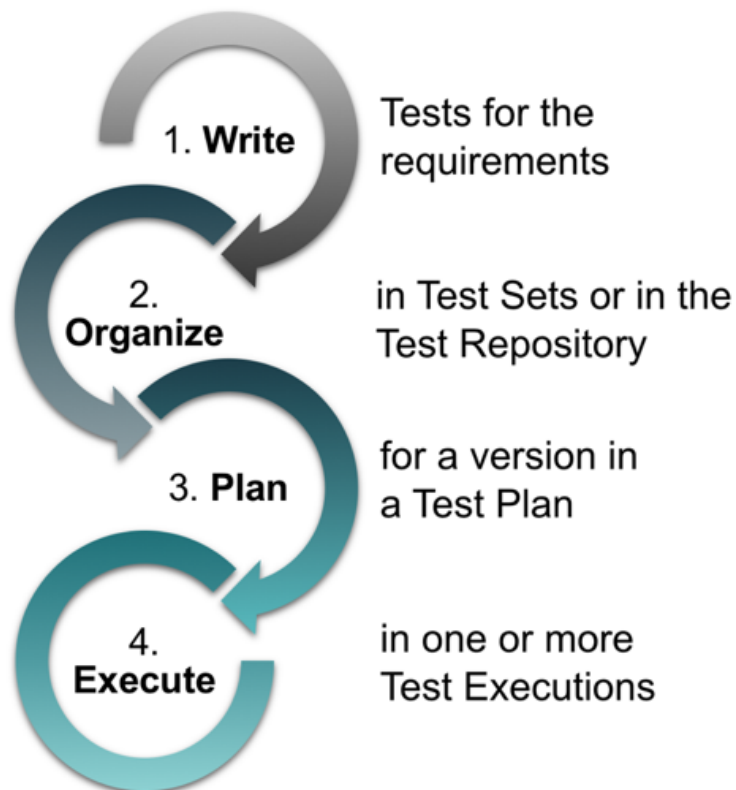 1. Write
Tests for the
requirements
2.
Organize
in Test Sets or in the
Test Repository
3. Plan
for a version in
a Test Plan
4.
Execute
in one or more
Test Executions